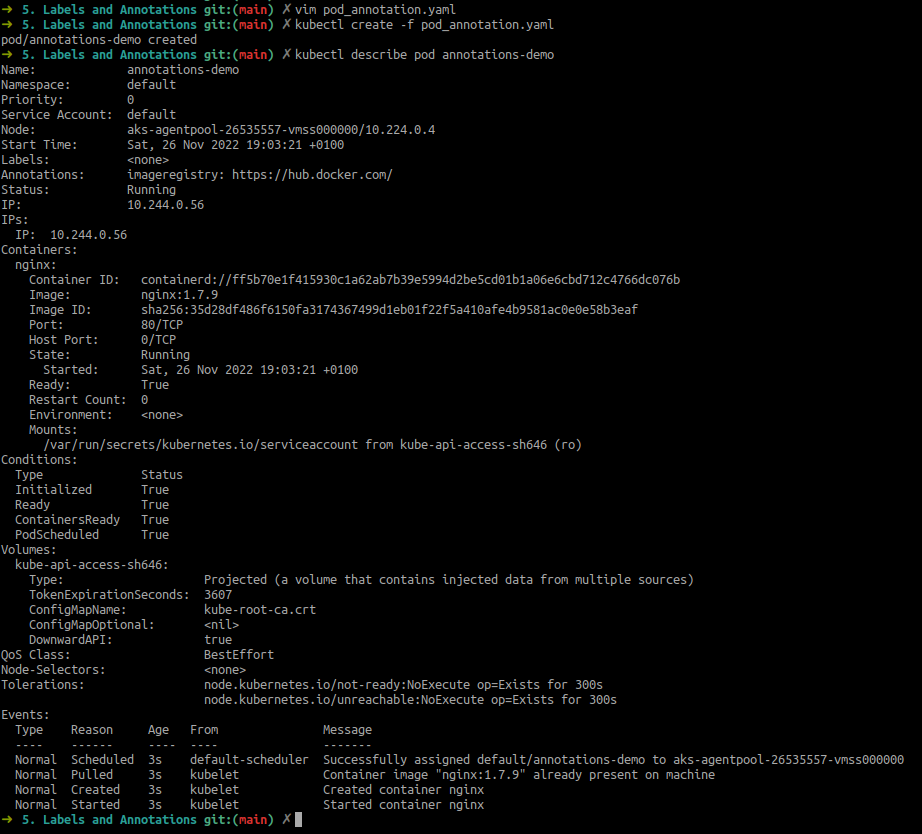 → 5. Labels and Annotations git:(main) ✗ vim pod_annotation.yaml
→ 5. Labels and Annotations git:(main) ✗ kubectl create -f pod_annotation.yaml
pod/annotations-demo created
→ 5. Labels and Annotations git:(main) ✗ kubectl describe pod annotations-demo
Name:             annotations-demo
Namespace:        default
Priority:         0
Service Account:  default
Node:             aks-agentpool-26535557-vmss000000/10.224.0.4
Start Time:       Sat, 26 Nov 2022 19:03:21 +0100
Labels:           <none>
Annotations:      imageregistry: https://hub.docker.com/
Status:           Running
IP:               10.244.0.56
IPs:
  IP:  10.244.0.56
Containers:
  nginx:
    Container ID:   containerd://ff5b70e1f415930c1a62ab7b39e5994d2be5cd01b1a06e6cbd712c4766dc076b
    Image:          nginx:1.7.9
    Image ID:       sha256:35d28df486f6150fa3174367499d1eb01f22f5a410afe4b9581ac0e0e58b3eaf
    Port:           80/TCP
    Host Port:      0/TCP
    State:          Running
      Started:      Sat, 26 Nov 2022 19:03:21 +0100
    Ready:          True
    Restart Count:  0
    Environment:    <none>
    Mounts:
      /var/run/secrets/kubernetes.io/serviceaccount from kube-api-access-sh646 (ro)
Conditions:
  Type              Status
  Initialized       True
  Ready             True
  ContainersReady   True
  PodScheduled      True
Volumes:
  kube-api-access-sh646:
    Type:                    Projected (a volume that contains injected data from multiple sources)
    TokenExpirationSeconds:  3607
    ConfigMapName:           kube-root-ca.crt
    ConfigMapOptional:       <nil>
    DownwardAPI:             true
QoS Class:                   BestEffort
Node-Selectors:              <none>
Tolerations:                 node.kubernetes.io/not-ready:NoExecute op=Exists for 300s
                             node.kubernetes.io/unreachable:NoExecute op=Exists for 300s
Events:
  Type    Reason     Age   From               Message
  ----    ------     ----  ----               -------
  Normal  Scheduled  3s    default-scheduler  Successfully assigned default/annotations-demo to aks-agentpool-26535557-vmss000000
  Normal  Pulled     3s    kubelet            Container image "nginx:1.7.9" already present on machine
  Normal  Created    3s    kubelet            Created container nginx
  Normal  Started    3s    kubelet            Started container nginx
→ 5. Labels and Annotations git:(main) ✗